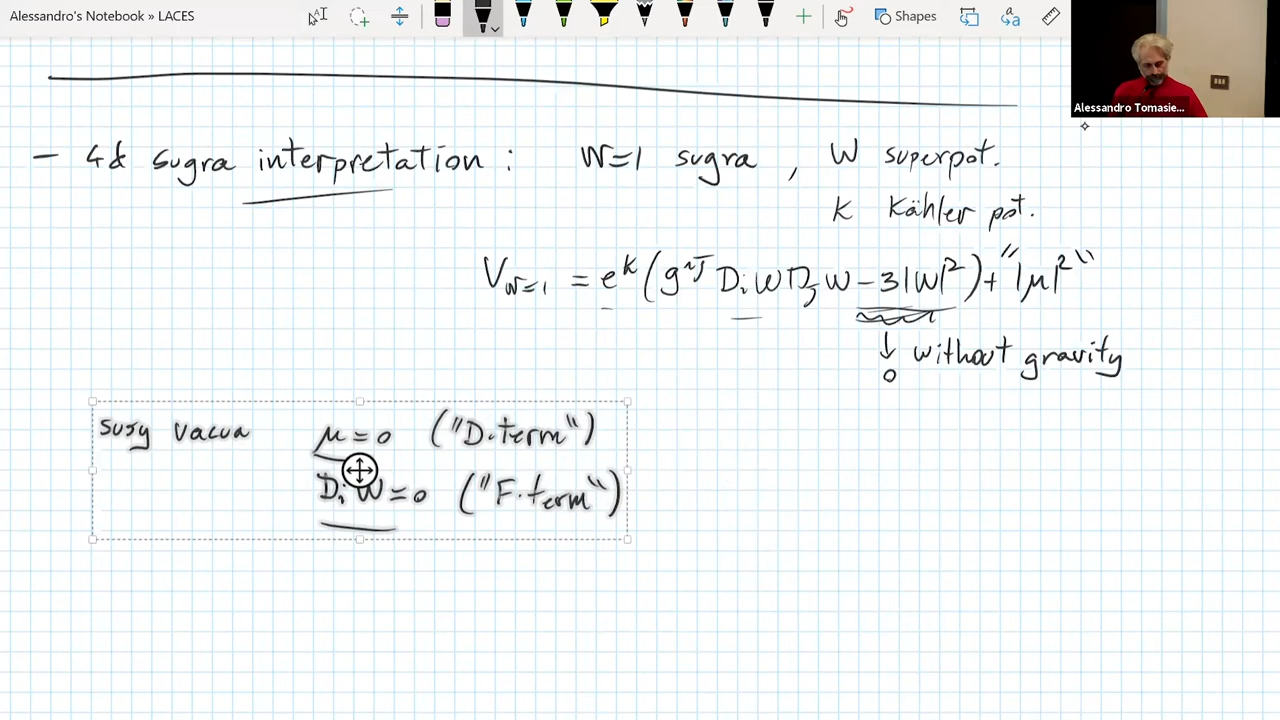 Alessandro's Notebook » LACES
Shapes
Alessandro Tomasie...
– 4d sugra interpretation : N=1 sugra , W superpot.
K Kähler pot.
V_{N=1} = e^K (g^{iJ̄} D_i W D_J̄ W - 3|W|²) + "|μ|²"
↓ without gravity
0
susy vacua μ=0 ("D.term")
D_i W = 0 ("F.term")